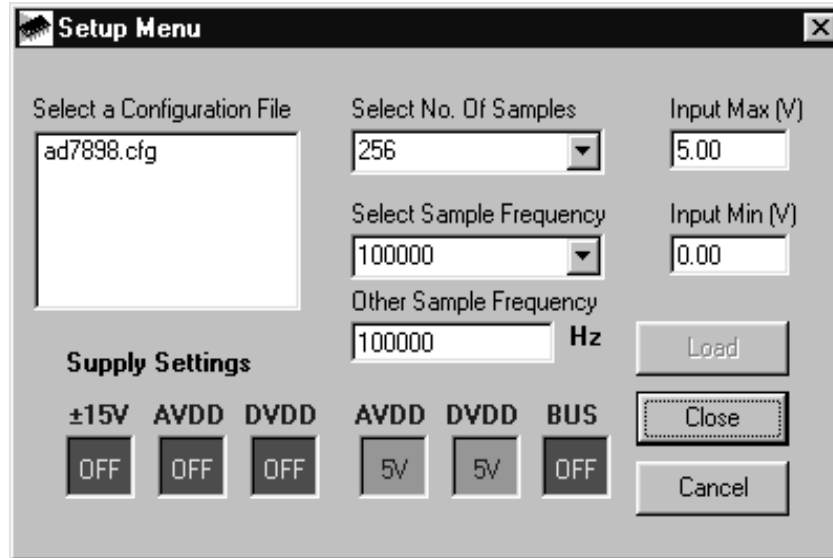 Setup Menu
Select a Configuration File
ad7898.cfg
Select No. Of Samples
256
Select Sample Frequency
100000
Other Sample Frequency
100000 Hz
Input Max (V)
5.00
Input Min (V)
0.00
Load
Close
Cancel
Supply Settings
±15V AVDD DVDD AVDD DVDD BUS
OFF OFF OFF 5V 5V OFF